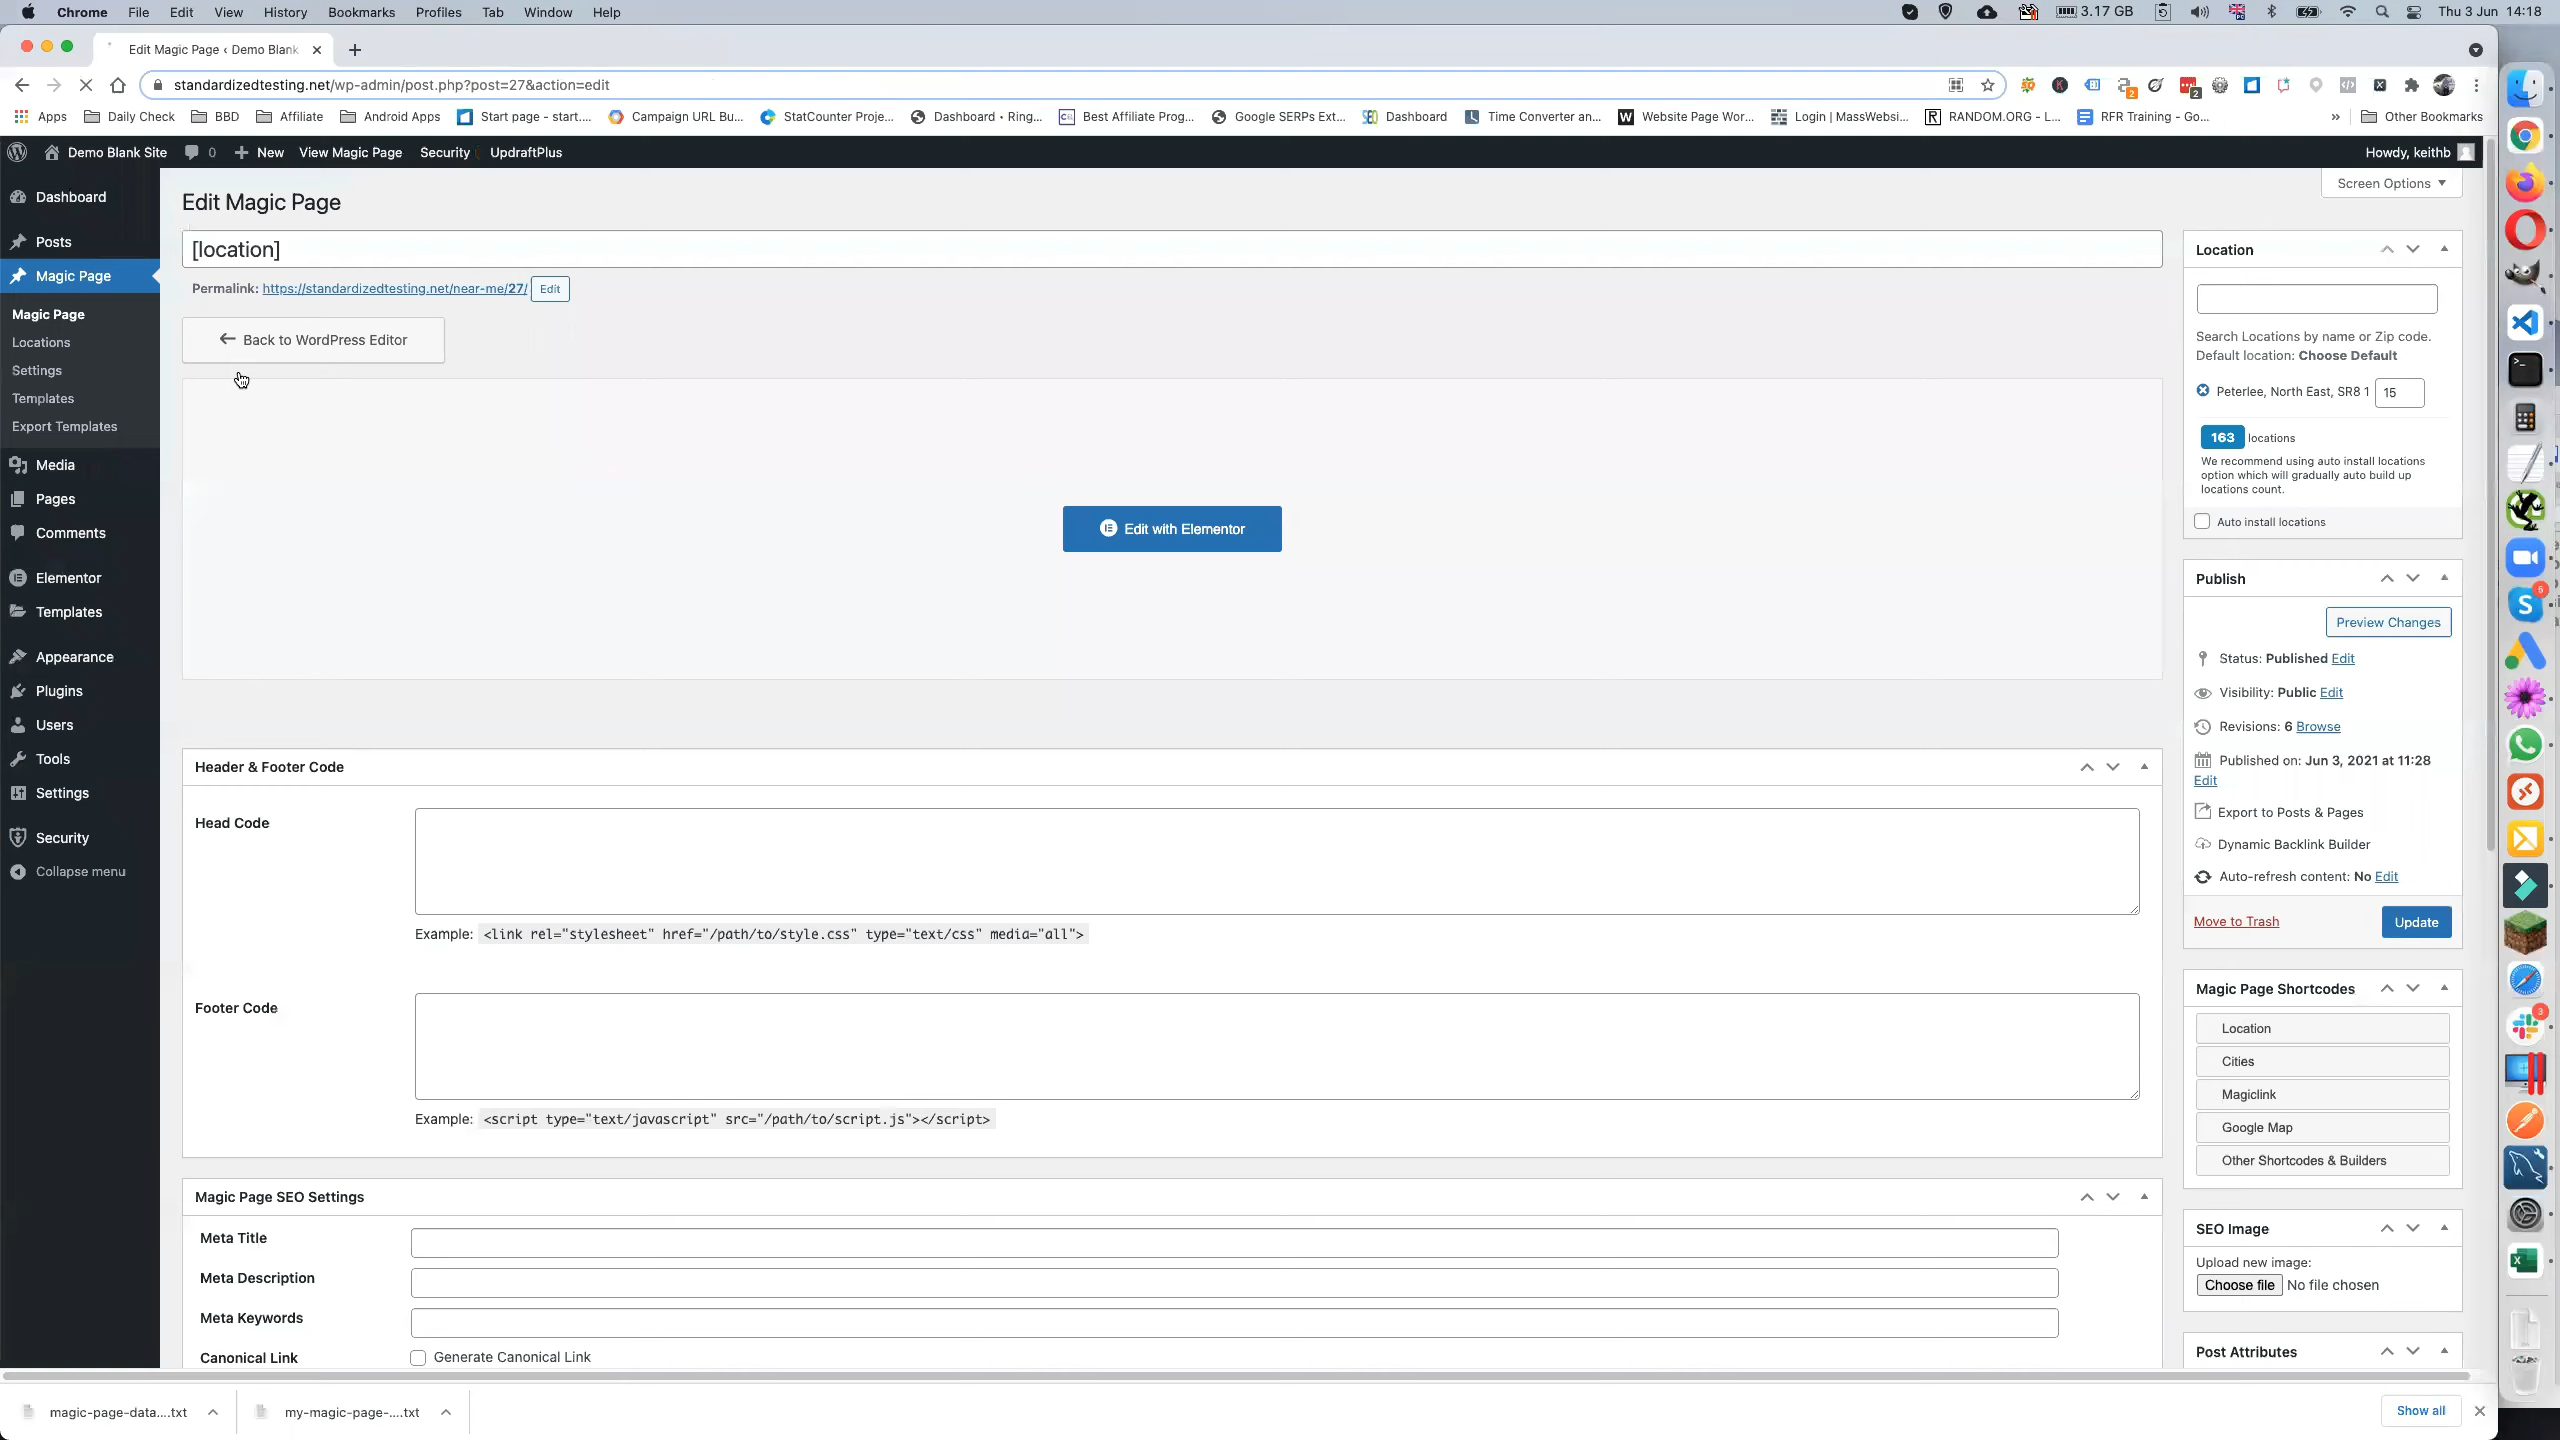 Chrome File Edit View History Bookmarks Profiles Tab Window Help 3.17 GB Thu 3 Jun 14:18
Edit Magic Page ‹ Demo Blank
standardizedtesting.net/wp-admin/post.php?post=27&action=edit
Apps Daily Check BBD Affiliate Android Apps Start page - start.... Campaign URL Bu... StatCounter Proje... Dashboard • Ring... Best Affiliate Prog... Google SERPs Ext... Dashboard Time Converter an... Website Page Wor... Login | MassWebsi... RANDOM.ORG - L... RFR Training - Go... » Other Bookmarks
Demo Blank Site 0 New View Magic Page Security UpdraftPlus Howdy, keithb
Screen Options
Dashboard
Posts
Magic Page
Magic Page
Locations
Settings
Templates
Export Templates
Media
Pages
Comments
Elementor
Templates
Appearance
Plugins
Users
Tools
Settings
Security
Collapse menu
Edit Magic Page
[location]
Permalink: https://standardizedtesting.net/near-me/27/ Edit
Back to WordPress Editor
Edit with Elementor
Header & Footer Code
Head Code
Example: <link rel="stylesheet" href="/path/to/style.css" type="text/css" media="all">
Footer Code
Example: <script type="text/javascript" src="/path/to/script.js"></script>
Magic Page SEO Settings
Meta Title
Meta Description
Meta Keywords
Canonical Link Generate Canonical Link
Location
Search Locations by name or Zip code.
Default location: Choose Default
Peterlee, North East, SR8 1 15
163 locations
We recommend using auto install locations
option which will gradually auto build up
locations count.
Auto install locations
Publish
Preview Changes
Status: Published Edit
Visibility: Public Edit
Revisions: 6 Browse
Published on: Jun 3, 2021 at 11:28
Edit
Export to Posts & Pages
Dynamic Backlink Builder
Auto-refresh content: No Edit
Move to Trash Update
Magic Page Shortcodes
Location
Cities
Magiclink
Google Map
Other Shortcodes & Builders
SEO Image
Upload new image:
Choose file No file chosen
Post Attributes
magic-page-data....txt my-magic-page-....txt Show all